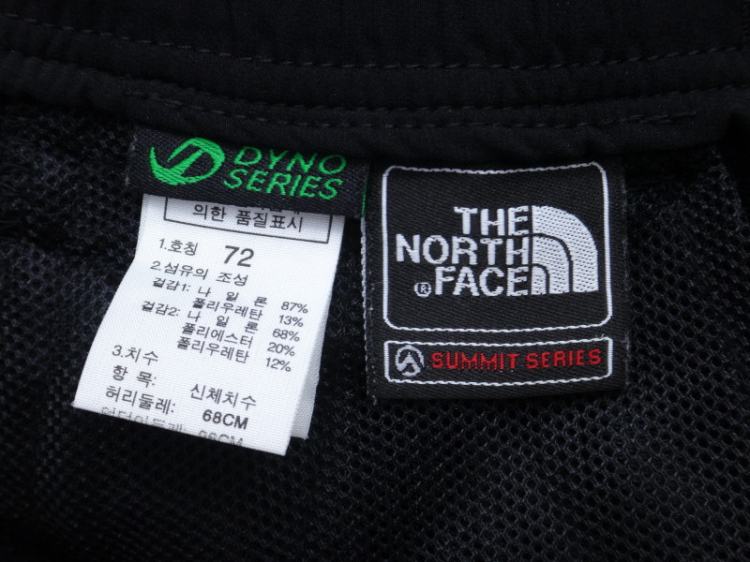 DYNO
SERIES
의한 품질표시
1.호칭 72
2.섬유의 조성
겉감1: 나 일 론 87%
폴리우레탄 13%
겉감2: 나 일 론 68%
폴리에스터 20%
폴리우레탄 12%
3.치수
항 목: 신체치수
허리둘레: 68CM
THE
NORTH
® FACE
SUMMIT SERIES